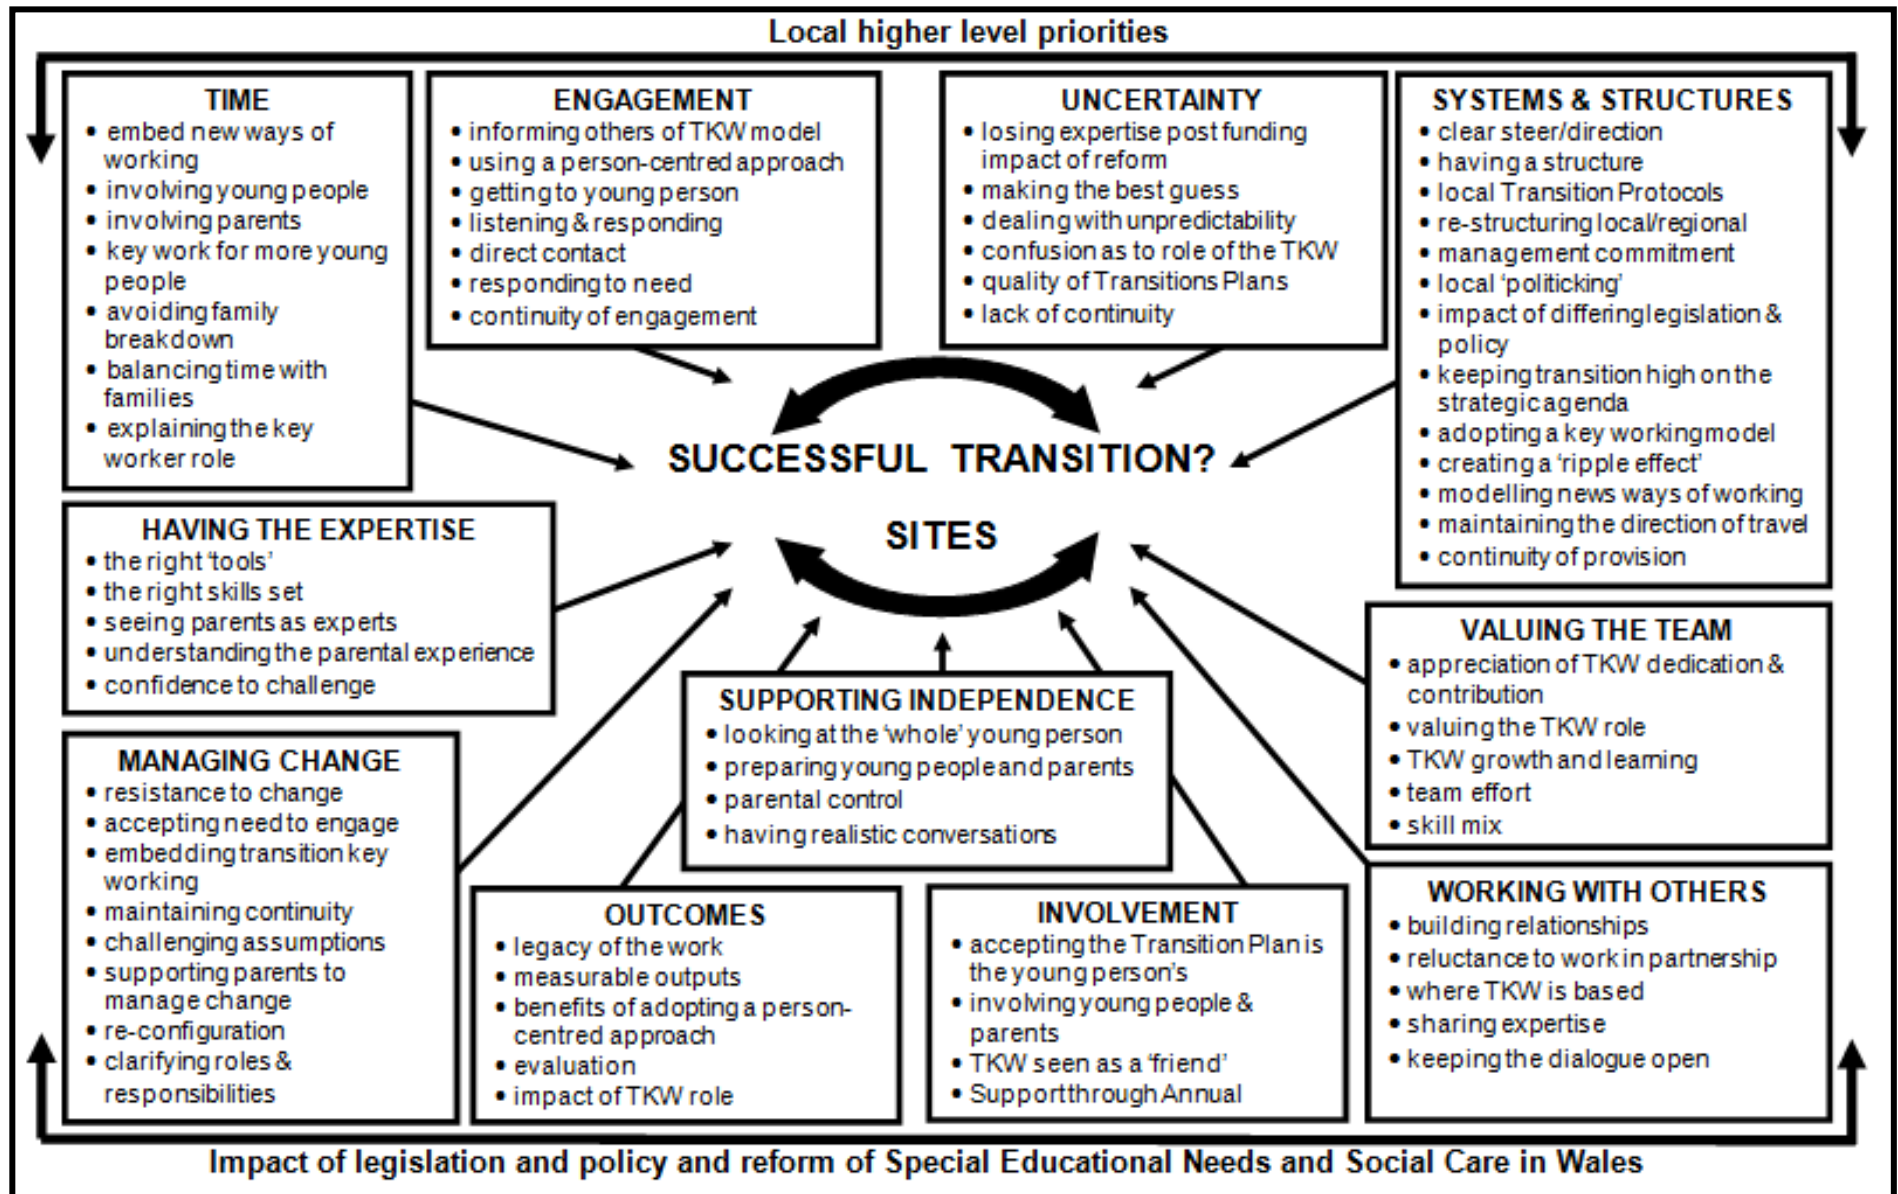 Local higher level priorities
TIME
• embed new ways of
working
• involving young people
• involving parents
• key work for more young
people
• avoiding family
breakdown
• balancing time with
families
• explaining the key
worker role
ENGAGEMENT
• informing others of TKW model
• using a person-centred approach
• getting to young person
• listening & responding
• direct contact
• responding to need
• continuity of engagement
UNCERTAINTY
• losing expertise post funding
impact of reform
• making the best guess
• dealing with unpredictability
• confusion as to role of the TKW
• quality of Transitions Plans
• lack of continuity
SYSTEMS & STRUCTURES
• clear steer/direction
• having a structure
• local Transition Protocols
• re-structuring local/regional
• management commitment
• local ‘politicking’
• impact of differing legislation &
policy
• keeping transition high on the
strategic agenda
• adopting a key working model
• creating a ‘ripple effect’
• modelling news ways of working
• maintaining the direction of travel
• continuity of provision
SUCCESSFUL TRANSITION?
SITES
HAVING THE EXPERTISE
• the right ‘tools’
• the right skills set
• seeing parents as experts
• understanding the parental experience
• confidence to challenge
VALUING THE TEAM
• appreciation of TKW dedication &
contribution
• valuing the TKW role
• TKW growth and learning
• team effort
• skill mix
SUPPORTING INDEPENDENCE
• looking at the ‘whole’ young person
• preparing young people and parents
• parental control
• having realistic conversations
MANAGING CHANGE
• resistance to change
• accepting need to engage
• embedding transition key
working
• maintaining continuity
• challenging assumptions
• supporting parents to
manage change
• re-configuration
• clarifying roles &
responsibilities
OUTCOMES
• legacy of the work
• measurable outputs
• benefits of adopting a person-
centred approach
• evaluation
• impact of TKW role
INVOLVEMENT
• accepting the Transition Plan is
the young person’s
• involving young people &
parents
• TKW seen as a ‘friend’
• Support through Annual
WORKING WITH OTHERS
• building relationships
• reluctance to work in partnership
• where TKW is based
• sharing expertise
• keeping the dialogue open
Impact of legislation and policy and reform of Special Educational Needs and Social Care in Wales